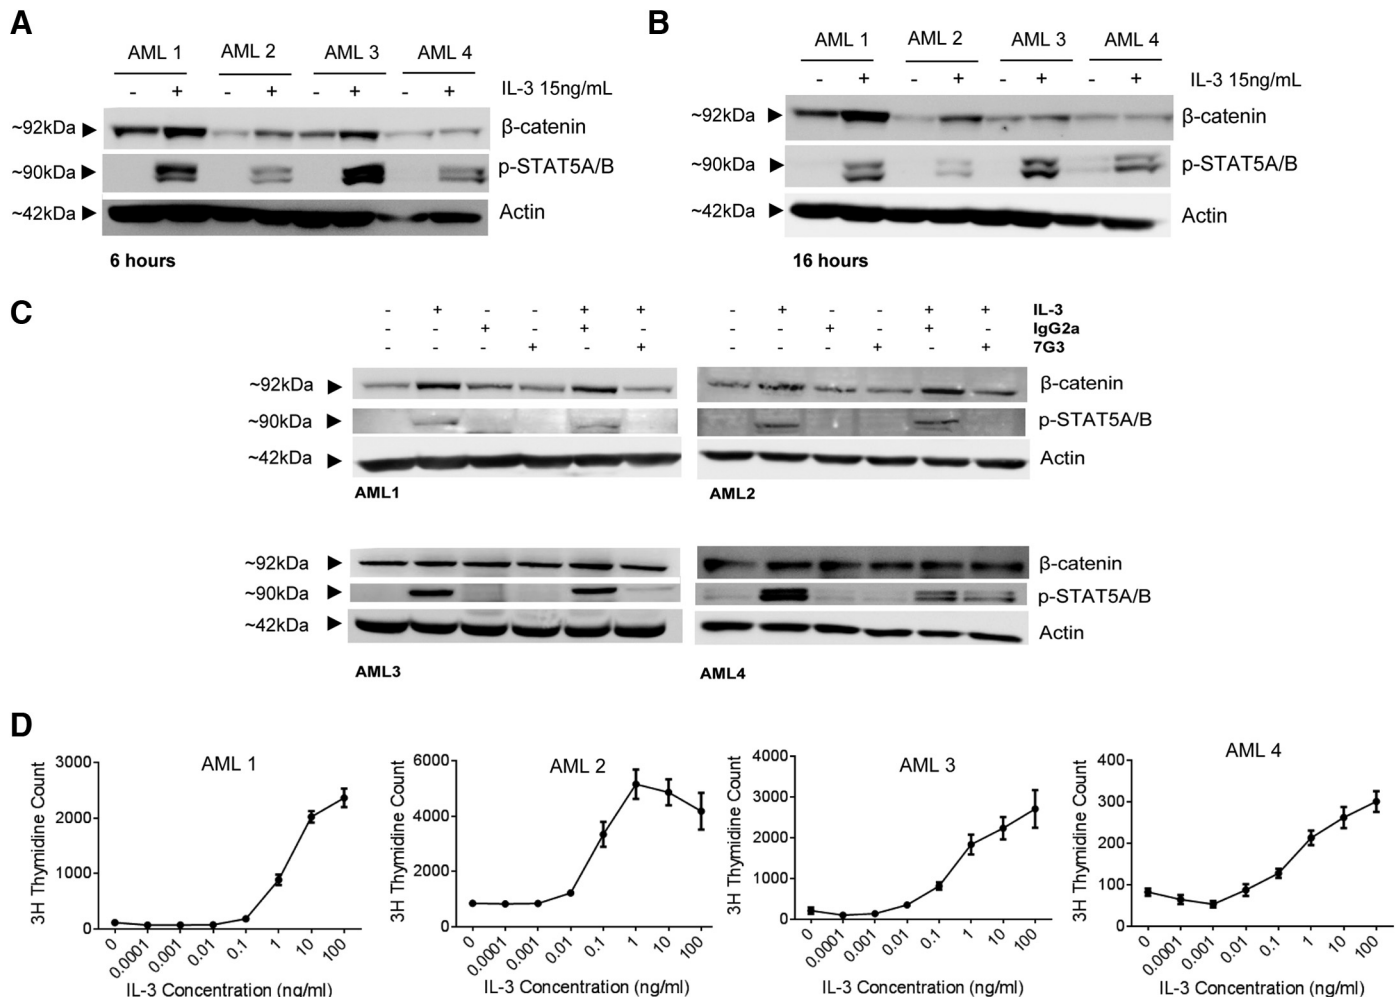 A
AML 1 AML 2 AML 3 AML 4
- + - + - + - + IL-3 15ng/mL
~92kDa β-catenin
~90kDa p-STAT5A/B
~42kDa Actin
6 hours
B
AML 1 AML 2 AML 3 AML 4
- + - + - + - + IL-3 15ng/mL
~92kDa β-catenin
~90kDa p-STAT5A/B
~42kDa Actin
16 hours
C
- + - - + + - + - - + + IL-3
- - + - + - - - + - + - IgG2a
- - - + - + - - - + - + 7G3
~92kDa β-catenin
~90kDa p-STAT5A/B
~42kDa Actin
AML1 AML2
~92kDa β-catenin
~90kDa p-STAT5A/B
~42kDa Actin
AML3 AML4
D
AML 1
3H Thymidine Count
3000
2000
1000
0
0 0.0001 0.001 0.01 0.1 1 10 100
IL-3 Concentration (ng/ml)
AML 2
3H Thymidine Count
6000
4000
2000
0
0 0.0001 0.001 0.01 0.1 1 10 100
IL-3 Concentration (ng/ml)
AML 3
3H Thymidine Count
4000
3000
2000
1000
0
0 0.0001 0.001 0.01 0.1 1 10 100
IL-3 Concentration (ng/ml)
AML 4
3H Thymidine Count
400
300
200
100
0
0 0.0001 0.001 0.01 0.1 1 10 100
IL-3 Concentration (ng/ml)